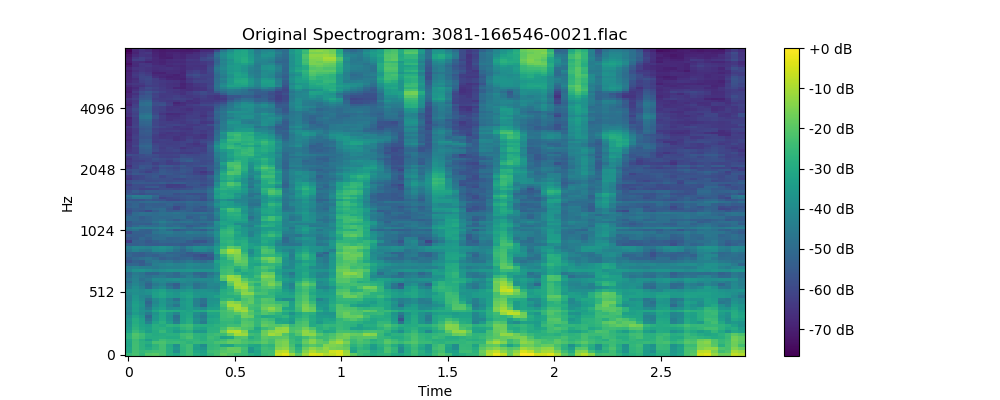 Original Spectrogram: 3081-166546-0021.flac
Hz
4096
2048
1024
512
0
0 0.5 1 1.5 2 2.5
Time
+0 dB
-10 dB
-20 dB
-30 dB
-40 dB
-50 dB
-60 dB
-70 dB